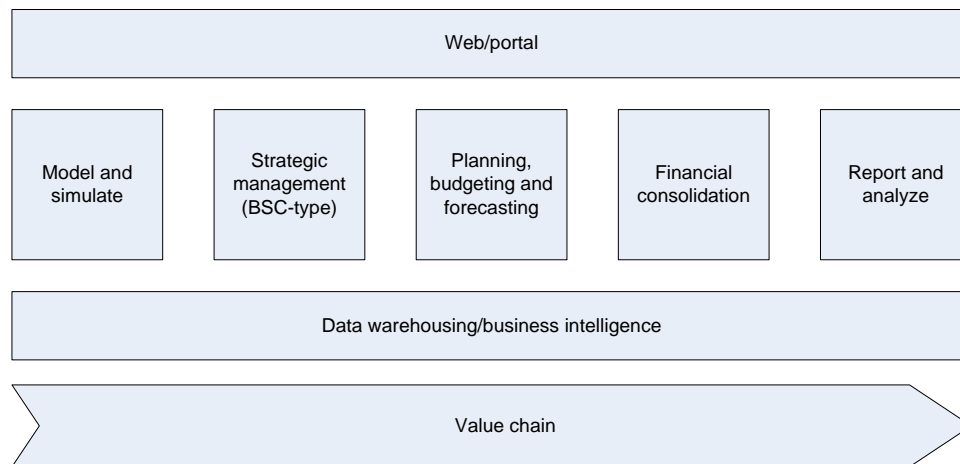 Web/portal
Model and
simulate
Strategic
management
(BSC-type)
Planning,
budgeting and
forecasting
Financial
consolidation
Report and
analyze
Data warehousing/business intelligence
Value chain